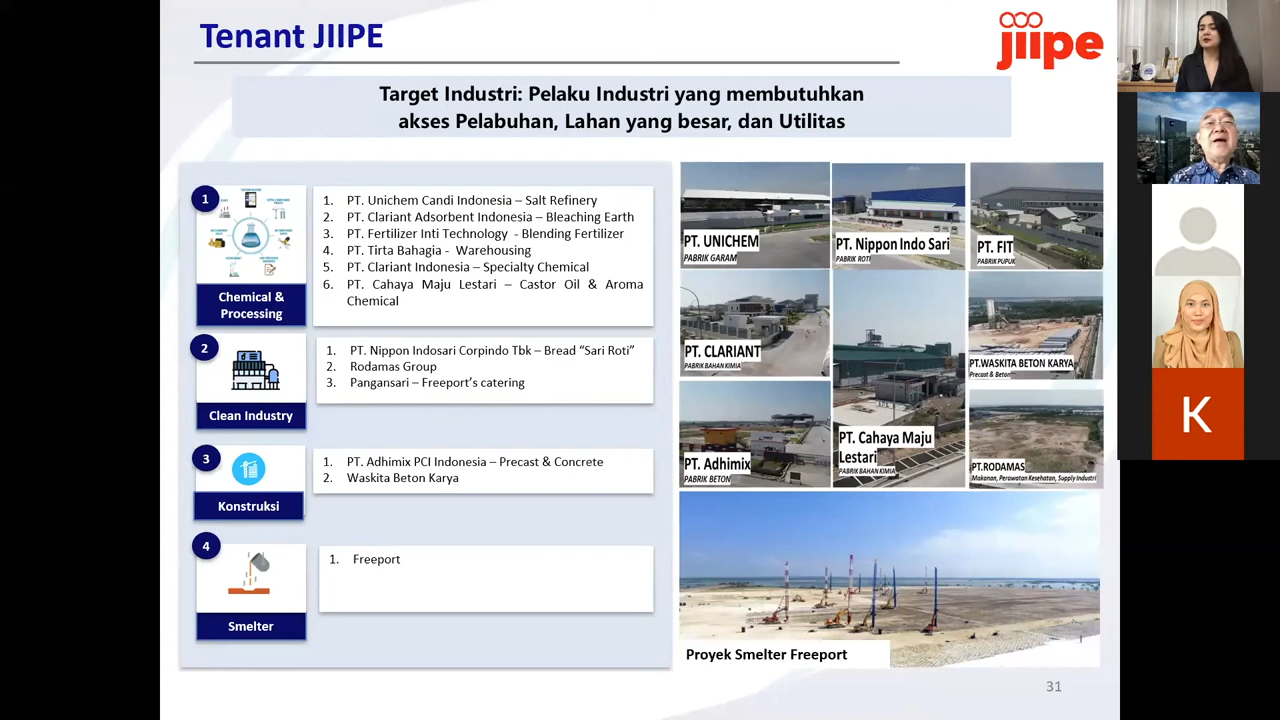 Tenant JIIPE
jiipe
Target Industri: Pelaku Industri yang membutuhkan
akses Pelabuhan, Lahan yang besar, dan Utilitas
1
Chemical &
Processing
1. PT. Unichem Candi Indonesia – Salt Refinery
2. PT. Clariant Adsorbent Indonesia – Bleaching Earth
3. PT. Fertilizer Inti Technology - Blending Fertilizer
4. PT. Tirta Bahagia - Warehousing
5. PT. Clariant Indonesia – Specialty Chemical
6. PT. Cahaya Maju Lestari – Castor Oil & Aroma
Chemical
2
Clean Industry
1. PT. Nippon Indosari Corpindo Tbk – Bread “Sari Roti”
2. Rodamas Group
3. Pangansari – Freeport’s catering
3
Konstruksi
1. PT. Adhimix PCI Indonesia – Precast & Concrete
2. Waskita Beton Karya
4
Smelter
1. Freeport
PT. UNICHEM
PABRIK GARAM
PT. Nippon Indo Sari
PABRIK ROTI
PT. FIT
PABRIK PUPUK
PT. CLARIANT
PABRIK BAHAN KIMIA
PT.WASKITA BETON KARYA
Precast & Beton
PT. Adhimix
PABRIK BETON
PT. Cahaya Maju
Lestari
PABRIK BAHAN KIMIA
PT.RODAMAS
Makanan, Perawatan Kesehatan, Supply Industri
Proyek Smelter Freeport
31
K